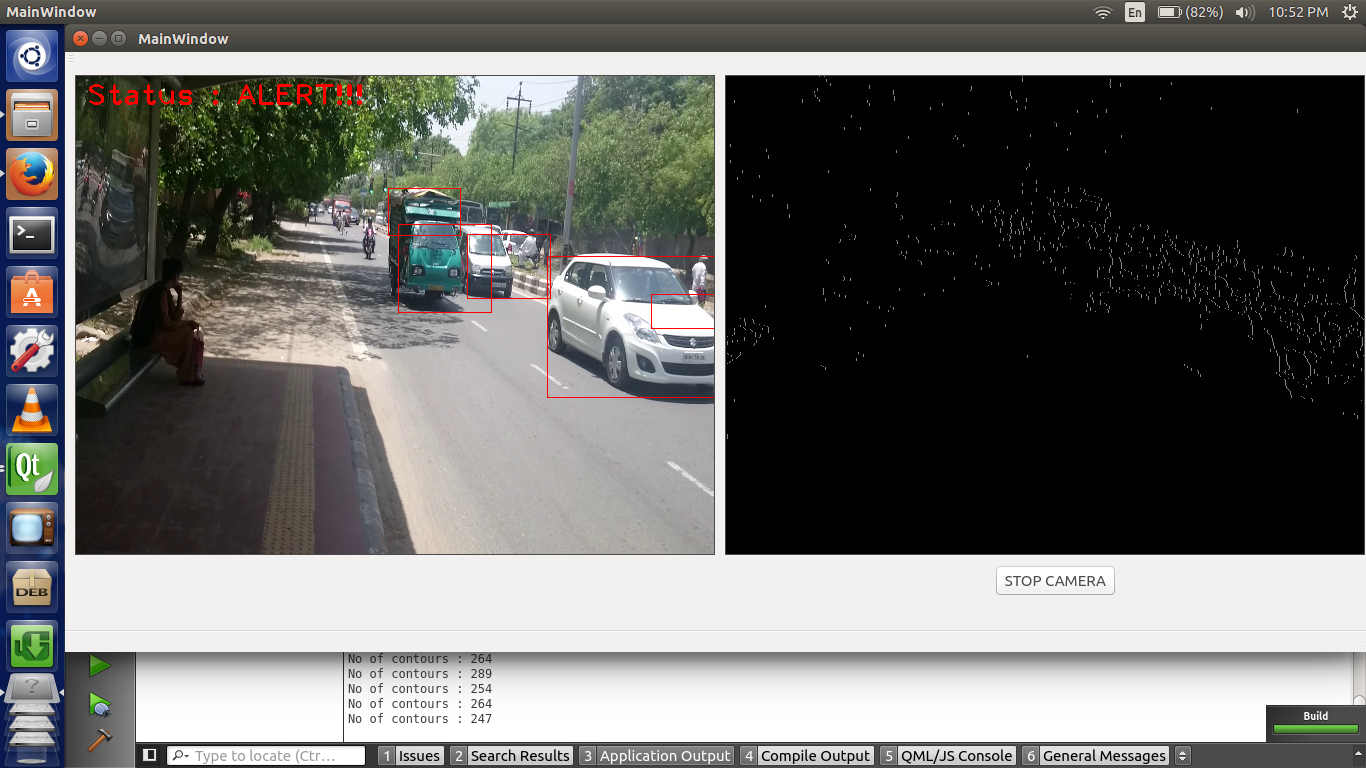 MainWindow
En
(82%)
10:52 PM
MainWindow
Status : ALERT!!!
STOP CAMERA
No of contours : 264
No of contours : 289
No of contours : 254
No of contours : 264
No of contours : 247
Qt
DEB
Build
Type to locate (Ctr...
1 Issues
2 Search Results
3 Application Output
4 Compile Output
5 QML/JS Console
6 General Messages